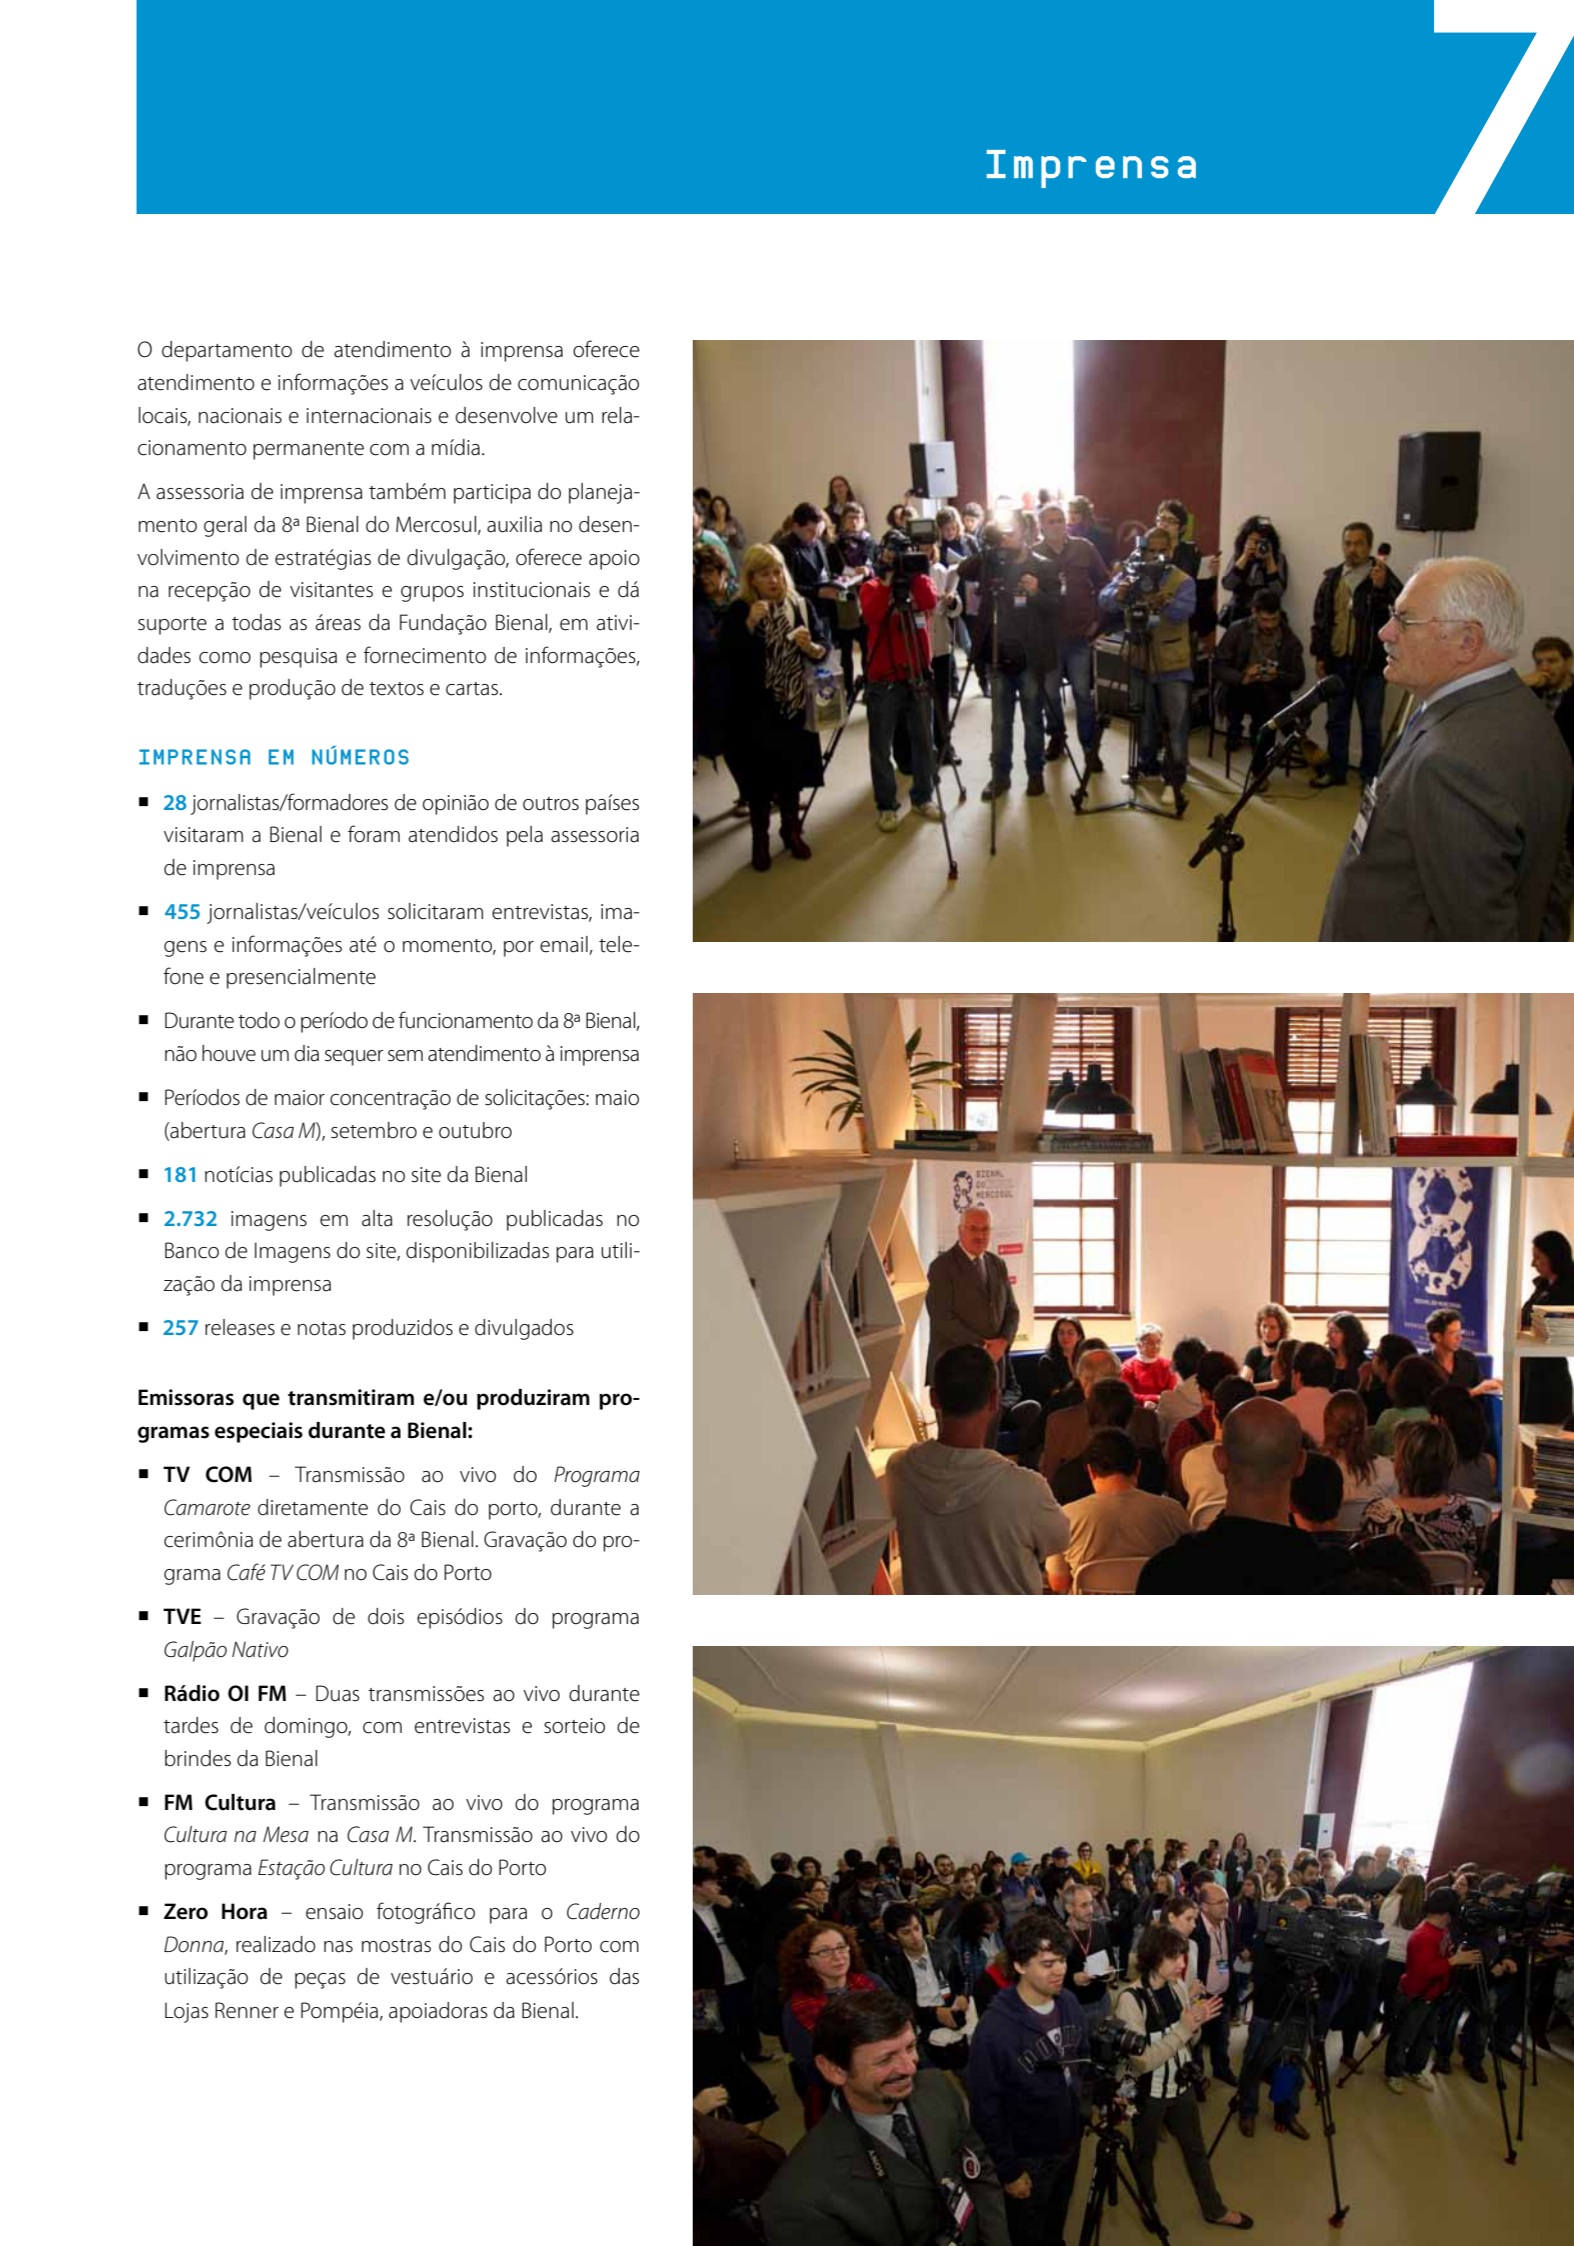 7
Imprensa
O departamento de atendimento à imprensa oferece
atendimento e informações a veículos de comunicação
locais, nacionais e internacionais e desenvolve um rela-
cionamento permanente com a mídia.
A assessoria de imprensa também participa do planeja-
mento geral da 8ª Bienal do Mercosul, auxilia no desen-
volvimento de estratégias de divulgação, oferece apoio
na recepção de visitantes e grupos institucionais e dá
suporte a todas as áreas da Fundação Bienal, em ativi-
dades como pesquisa e fornecimento de informações,
traduções e produção de textos e cartas.
IMPRENSA EM NÚMEROS
▪ 28 jornalistas/formadores de opinião de outros países
visitaram a Bienal e foram atendidos pela assessoria
de imprensa
▪ 455 jornalistas/veículos solicitaram entrevistas, ima-
gens e informações até o momento, por email, tele-
fone e presencialmente
▪ Durante todo o período de funcionamento da 8ª Bienal,
não houve um dia sequer sem atendimento à imprensa
▪ Períodos de maior concentração de solicitações: maio
(abertura Casa M), setembro e outubro
▪ 181 notícias publicadas no site da Bienal
▪ 2.732 imagens em alta resolução publicadas no
Banco de Imagens do site, disponibilizadas para utili-
zação da imprensa
▪ 257 releases e notas produzidos e divulgados
Emissoras que transmitiram e/ou produziram pro-
gramas especiais durante a Bienal:
▪ TV COM – Transmissão ao vivo do Programa
Camarote diretamente do Cais do porto, durante a
cerimônia de abertura da 8ª Bienal. Gravação do pro-
grama Café TV COM no Cais do Porto
▪ TVE – Gravação de dois episódios do programa
Galpão Nativo
▪ Rádio OI FM – Duas transmissões ao vivo durante
tardes de domingo, com entrevistas e sorteio de
brindes da Bienal
▪ FM Cultura – Transmissão ao vivo do programa
Cultura na Mesa na Casa M. Transmissão ao vivo do
programa Estação Cultura no Cais do Porto
▪ Zero Hora – ensaio fotográfico para o Caderno
Donna, realizado nas mostras do Cais do Porto com
utilização de peças de vestuário e acessórios das
Lojas Renner e Pompéia, apoiadoras da Bienal.
BIENAL
DO
MERCOSUL
SONY